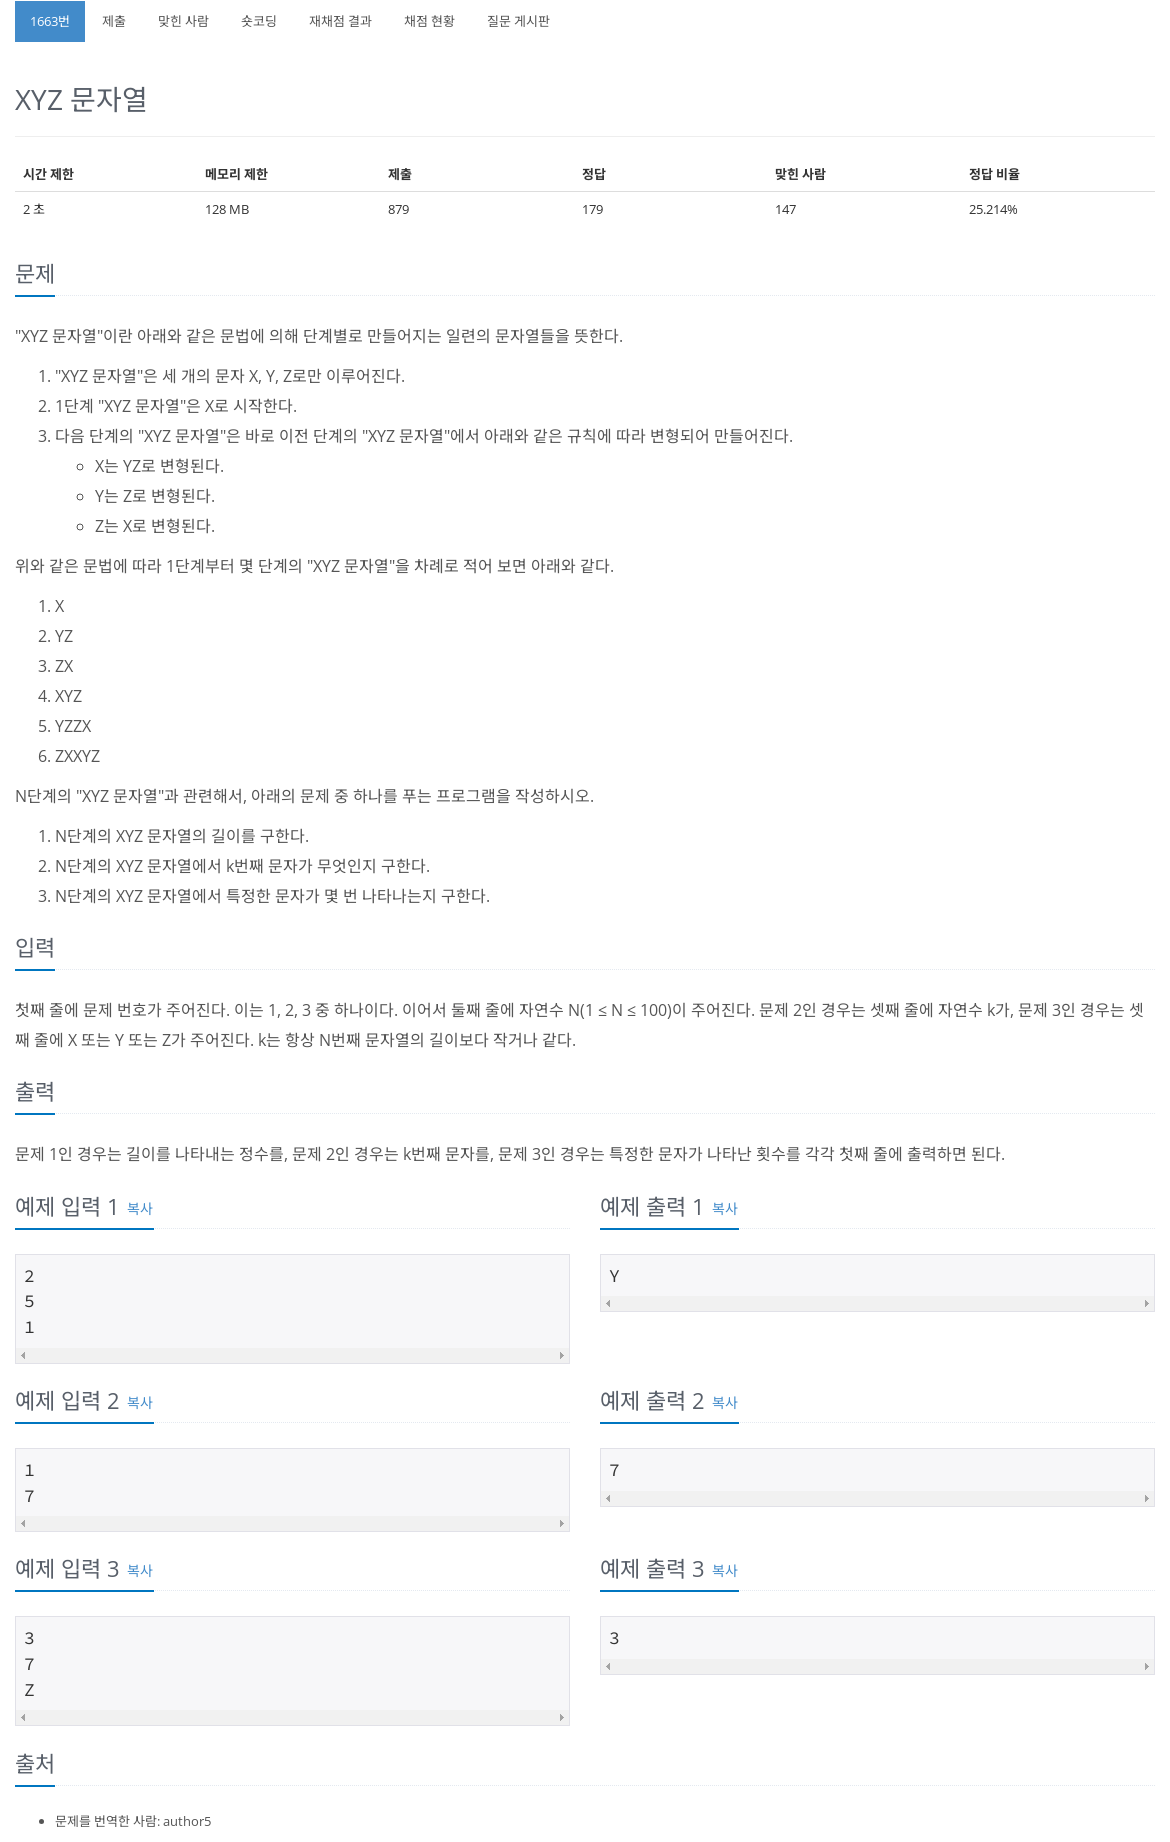 1663번 제출 맞힌 사람 숏코딩 재채점 결과 채점 현황 질문 게시판
XYZ 문자열
시간 제한 메모리 제한 제출 정답 맞힌 사람 정답 비율
2 초 128 MB 879 179 147 25.214%
문제
"XYZ 문자열"이란 아래와 같은 문법에 의해 단계별로 만들어지는 일련의 문자열들을 뜻한다.
1. "XYZ 문자열"은 세 개의 문자 X, Y, Z로만 이루어진다.
2. 1단계 "XYZ 문자열"은 X로 시작한다.
3. 다음 단계의 "XYZ 문자열"은 바로 이전 단계의 "XYZ 문자열"에서 아래와 같은 규칙에 따라 변형되어 만들어진다.
◦ X는 YZ로 변형된다.
◦ Y는 Z로 변형된다.
◦ Z는 X로 변형된다.
위와 같은 문법에 따라 1단계부터 몇 단계의 "XYZ 문자열"을 차례로 적어 보면 아래와 같다.
1. X
2. YZ
3. ZX
4. XYZ
5. YZZX
6. ZXXYZ
N단계의 "XYZ 문자열"과 관련해서, 아래의 문제 중 하나를 푸는 프로그램을 작성하시오.
1. N단계의 XYZ 문자열의 길이를 구한다.
2. N단계의 XYZ 문자열에서 k번째 문자가 무엇인지 구한다.
3. N단계의 XYZ 문자열에서 특정한 문자가 몇 번 나타나는지 구한다.
입력
첫째 줄에 문제 번호가 주어진다. 이는 1, 2, 3 중 하나이다. 이어서 둘째 줄에 자연수 N(1 ≤ N ≤ 100)이 주어진다. 문제 2인 경우는 셋째 줄에 자연수 k가, 문제 3인 경우는 셋
째 줄에 X 또는 Y 또는 Z가 주어진다. k는 항상 N번째 문자열의 길이보다 작거나 같다.
출력
문제 1인 경우는 길이를 나타내는 정수를, 문제 2인 경우는 k번째 문자를, 문제 3인 경우는 특정한 문자가 나타난 횟수를 각각 첫째 줄에 출력하면 된다.
예제 입력 1 복사
2
5
1
예제 출력 1 복사
Y
예제 입력 2 복사
1
7
예제 출력 2 복사
7
예제 입력 3 복사
3
7
Z
예제 출력 3 복사
3
출처
• 문제를 번역한 사람: author5